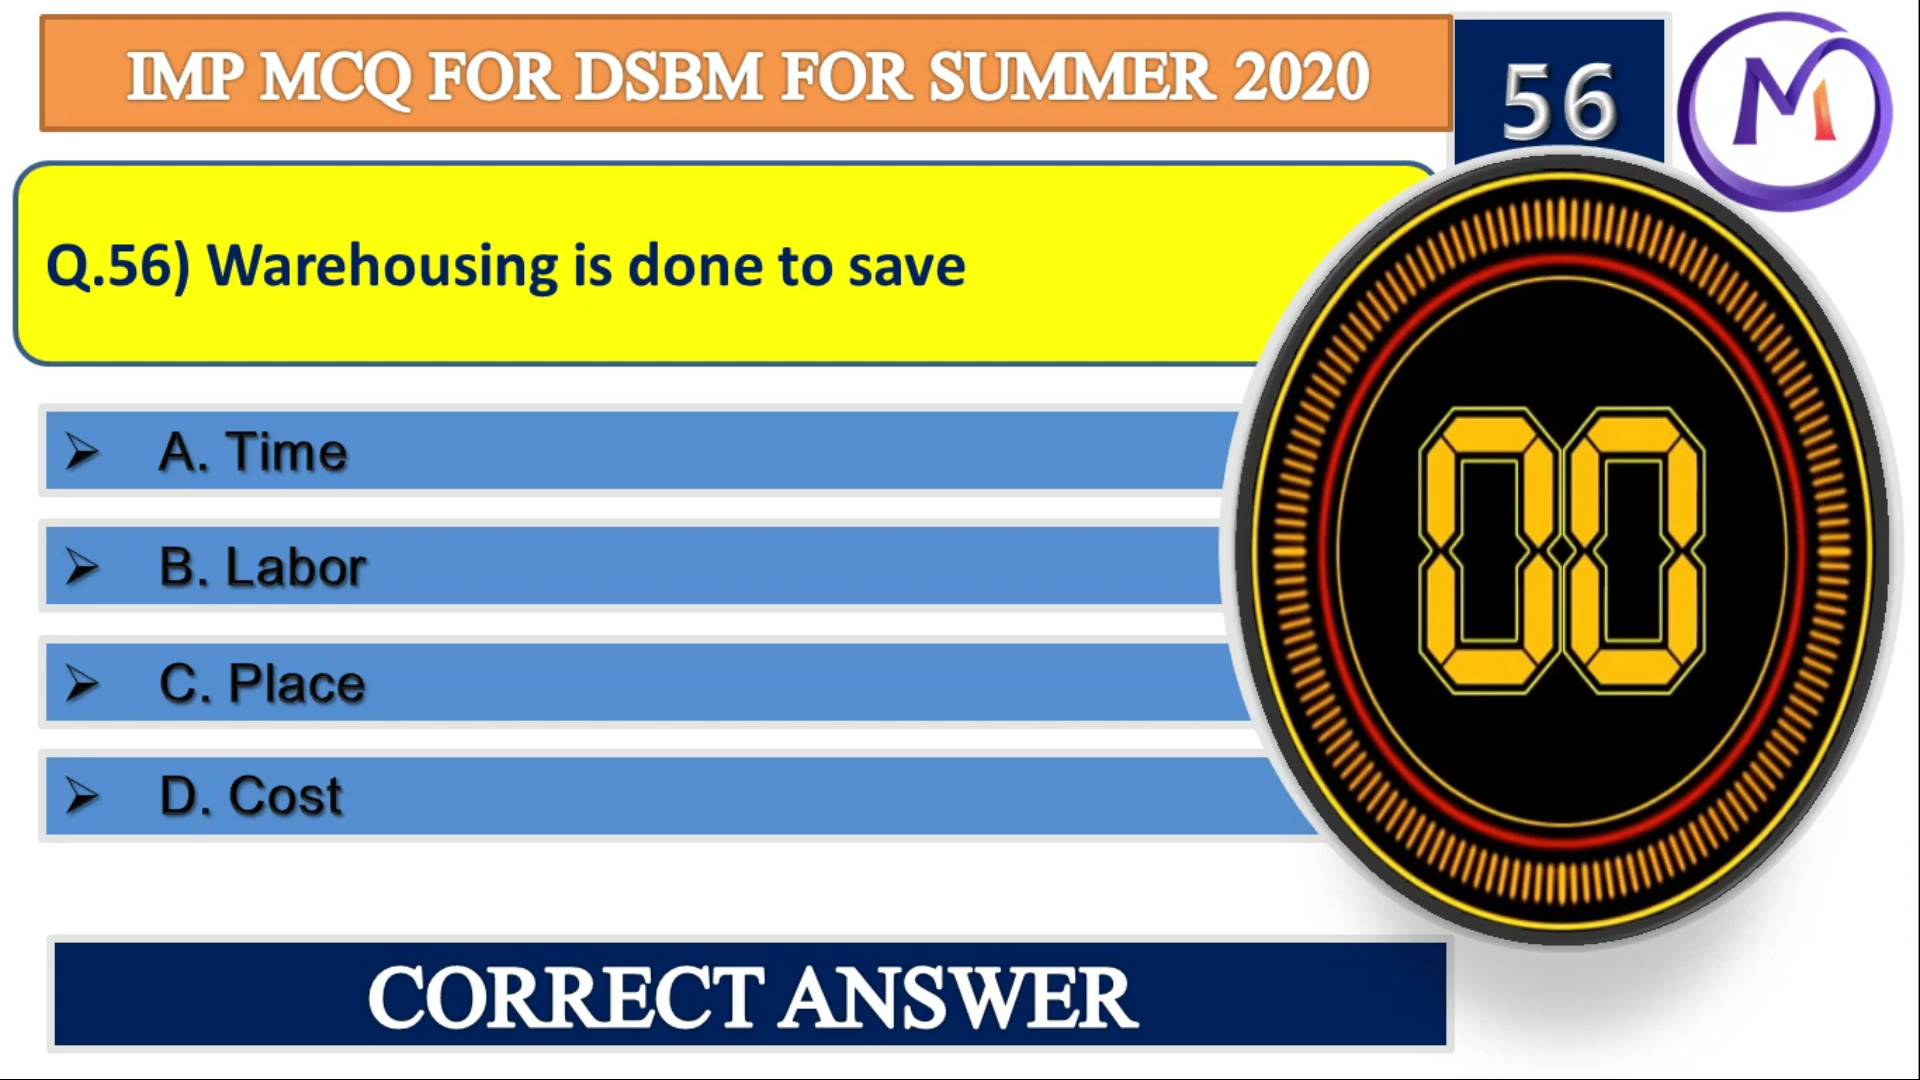 IMP MCQ FOR DSBM FOR SUMMER 2020
56
M
Q.56) Warehousing is done to save
➢ A. Time
➢ B. Labor
➢ C. Place
➢ D. Cost
00
CORRECT ANSWER